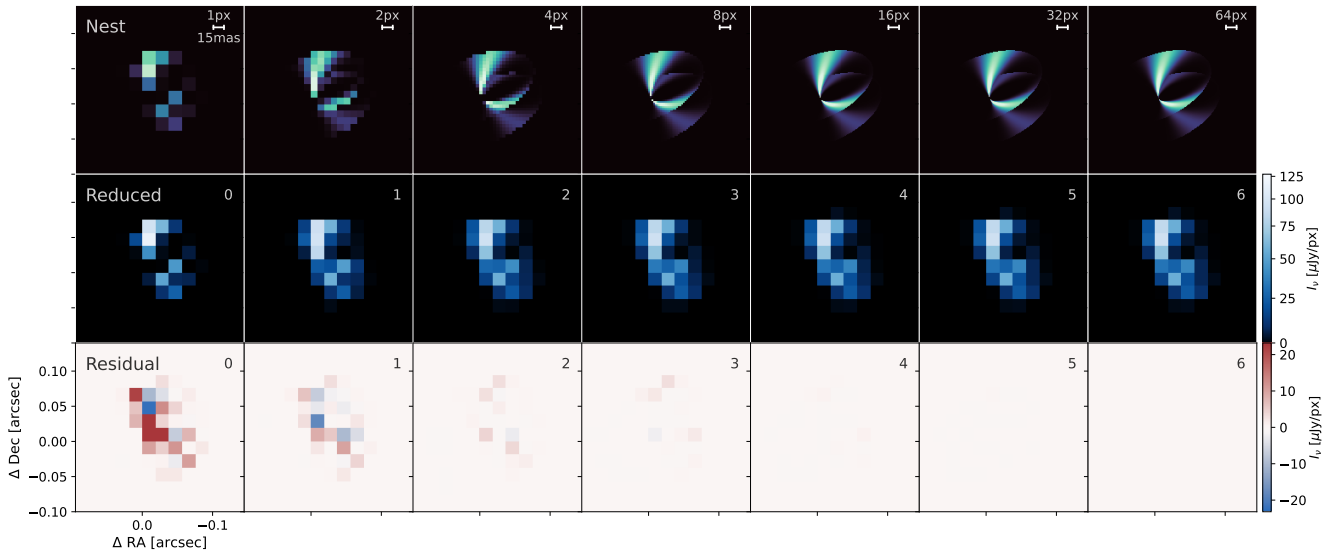 Nest 1px 2px 4px 8px 16px 32px 64px
15mas
Reduced 0 1 2 3 4 5 6
125
100
75
50
25
0
I_ν [μJy/px]
Residual 0 1 2 3 4 5 6
20
10
0
−10
−20
I_ν [μJy/px]
0.10
0.05
0.00
−0.05
−0.10
Δ Dec [arcsec]
0.0 −0.1
Δ RA [arcsec]